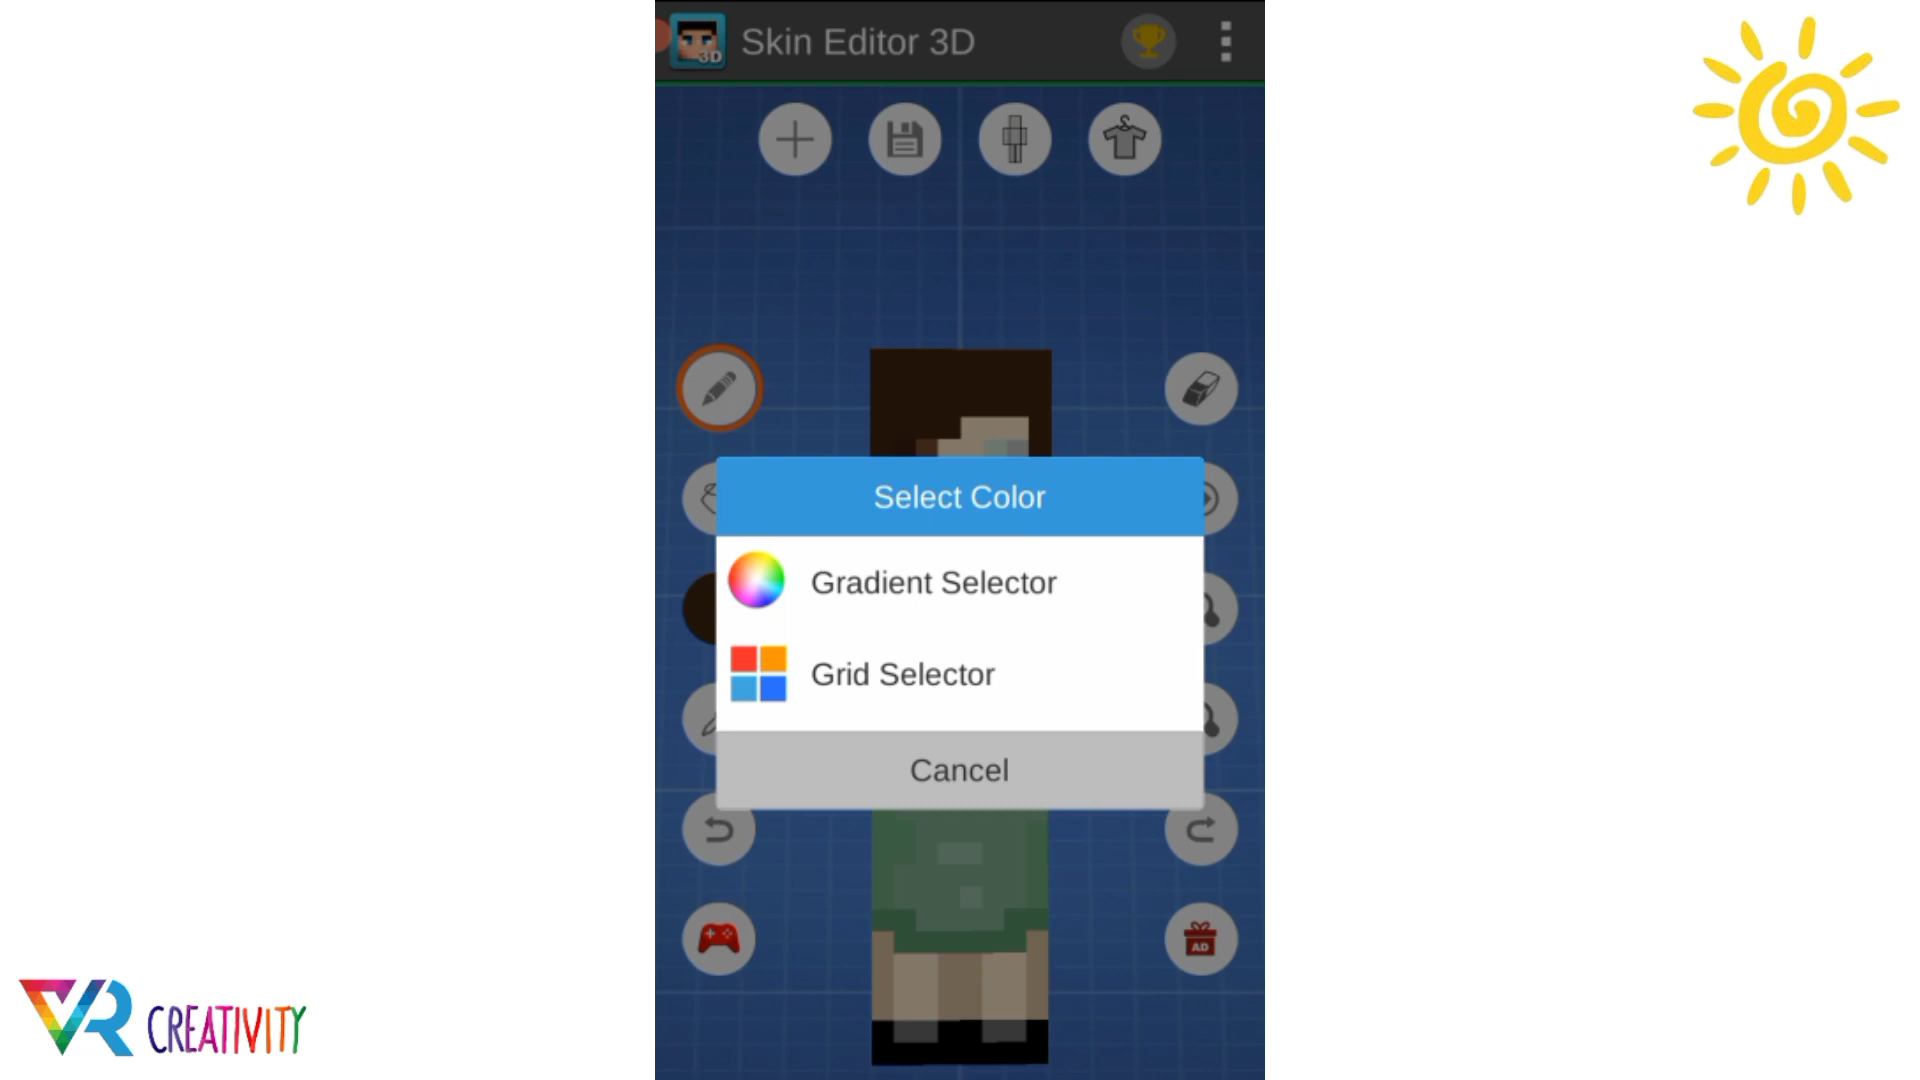 3D
Skin Editor 3D
Select Color
Gradient Selector
Grid Selector
Cancel
AD
VR CREATIVITY